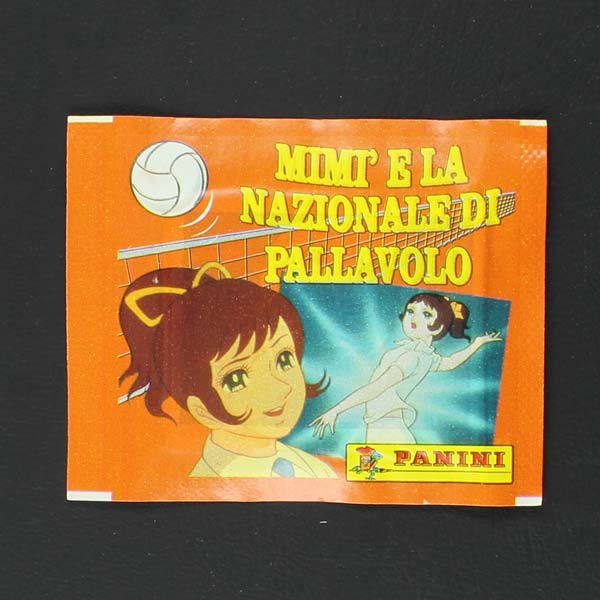 MIMI' E LA
NAZIONALE DI
PALLAVOLO
PANINI